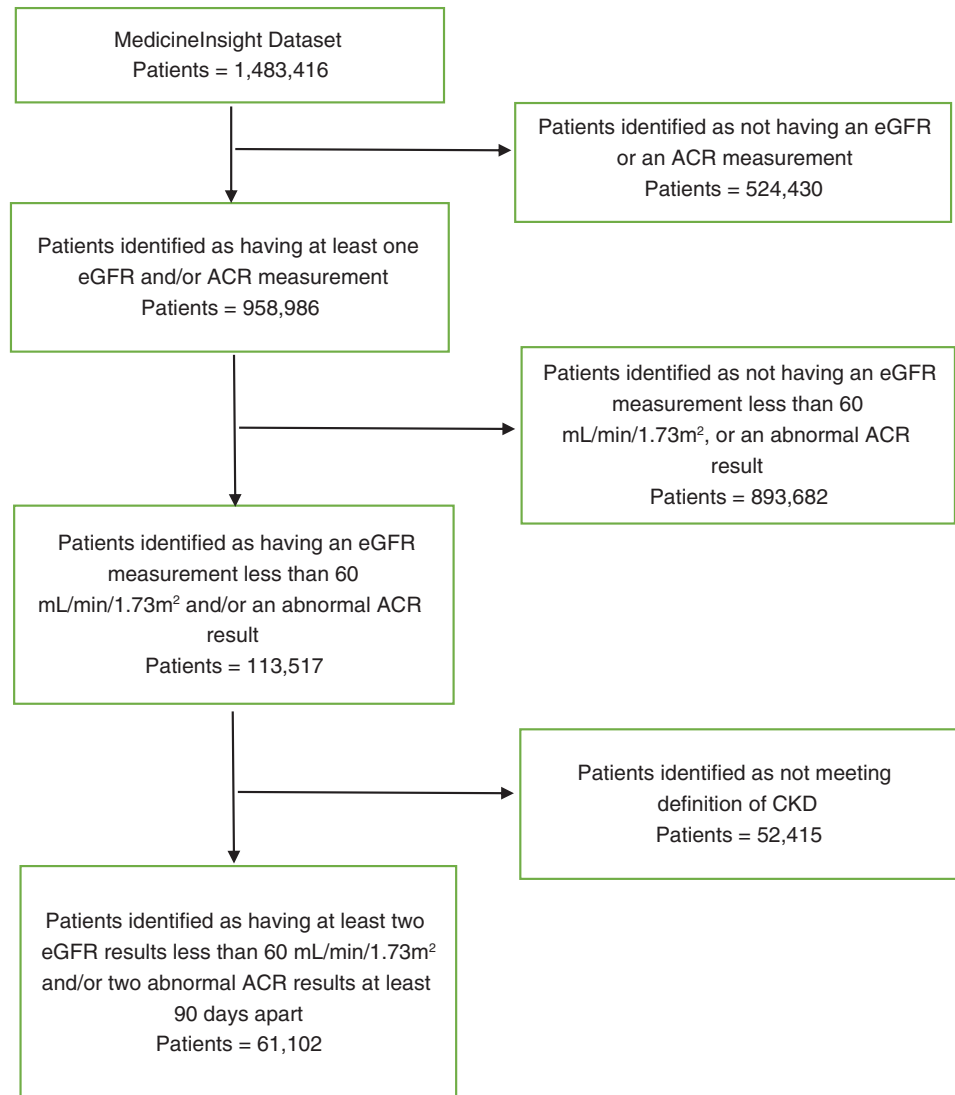 MedicineInsight Dataset
Patients = 1,483,416
Patients identified as not having an eGFR
or an ACR measurement
Patients = 524,430
Patients identified as having at least one
eGFR and/or ACR measurement
Patients = 958,986
Patients identified as not having an eGFR
measurement less than 60
mL/min/1.73m², or an abnormal ACR
result
Patients = 893,682
Patients identified as having an eGFR
measurement less than 60
mL/min/1.73m² and/or an abnormal ACR
result
Patients = 113,517
Patients identified as not meeting
definition of CKD
Patients = 52,415
Patients identified as having at least two
eGFR results less than 60 mL/min/1.73m²
and/or two abnormal ACR results at least
90 days apart
Patients = 61,102